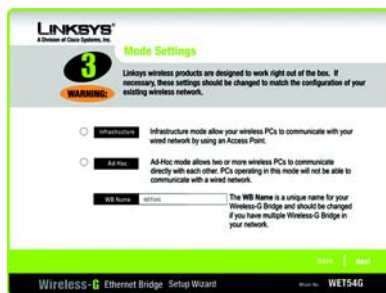 LINKSYS®
A Division of Cisco Systems, Inc.
3
WARNING:
Mode Settings
Linksys wireless products are designed to work right out of the box. If
necessary, these settings should be changed to match the configuration of your
existing wireless network.
Infrastructure
Infrastructure mode allow your wireless PCs to communicate with your
wired network by using an Access Point.
Ad-Hoc
Ad-Hoc mode allows two or more wireless PCs to communicate
directly with each other. PCs operating in this mode will not be able to
communicate with a wired network.
WB Name
WET54G
The WB Name is a unique name for your
Wireless-G Bridge and should be changed
if you have multiple Wireless-G Bridge in
your network.
Back
Next
Wireless-G Ethernet Bridge Setup Wizard
Model No. WET54G